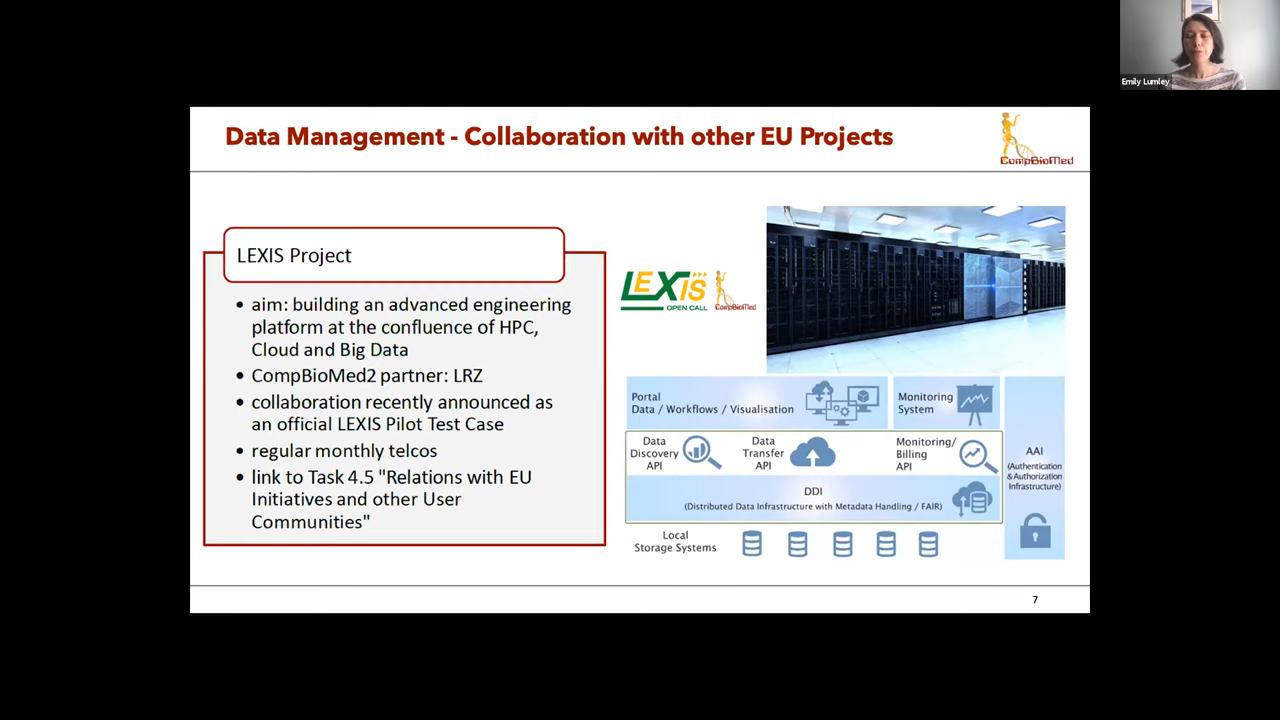 Emily Lumley
Data Management - Collaboration with other EU Projects
CompBioMed
LEXIS Project
• aim: building an advanced engineering
platform at the confluence of HPC,
Cloud and Big Data
• CompBioMed2 partner: LRZ
• collaboration recently announced as
an official LEXIS Pilot Test Case
• regular monthly telcos
• link to Task 4.5 "Relations with EU
Initiatives and other User
Communities"
LEXIS
OPEN CALL
CompBioMed
Portal
Data / Workflows / Visualisation
Monitoring
System
Data
Discovery
API
Data
Transfer
API
Monitoring/
Billing
API
AAI
(Authentication
& Authorization
Infrastructure)
DDI
(Distributed Data Infrastructure with Metadata Handling / FAIR)
Local
Storage Systems
7